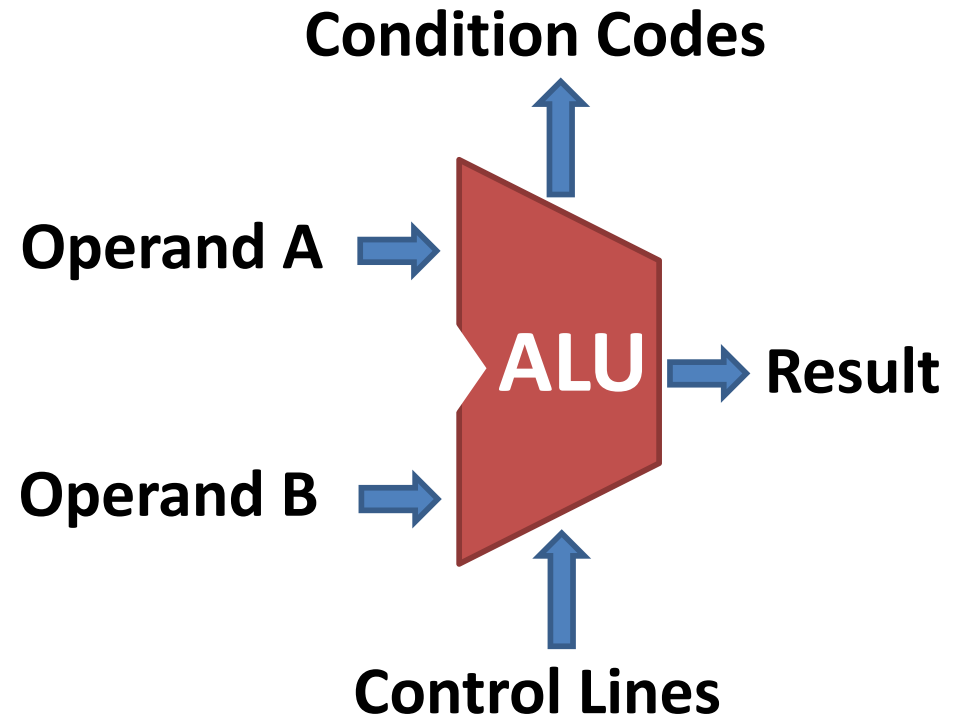 Condition Codes
Operand A
ALU
Result
Operand B
Control Lines